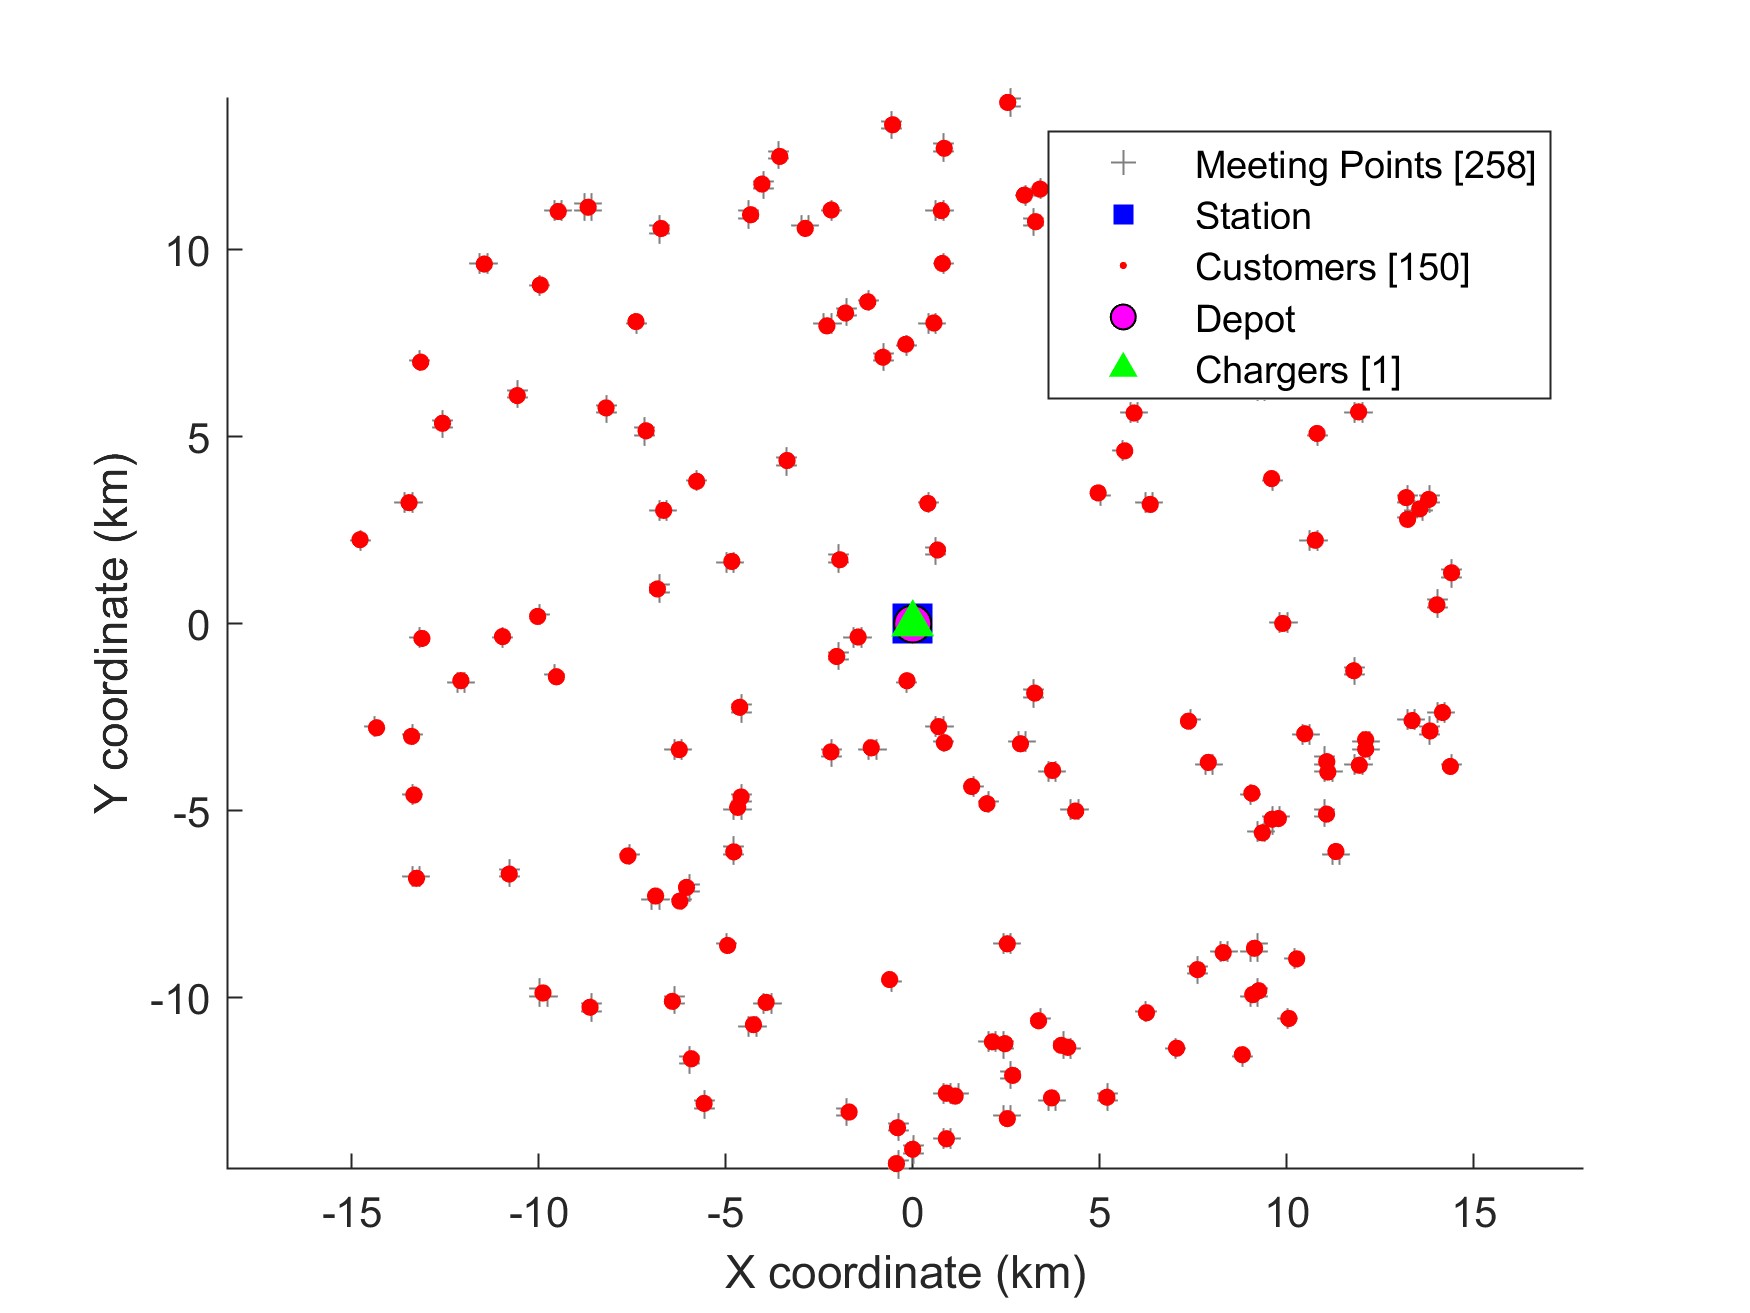 Meeting Points [258]
Station
Customers [150]
Depot
Chargers [1]
10
5
0
-5
-10
Y coordinate (km)
-15 -10 -5 0 5 10 15
X coordinate (km)